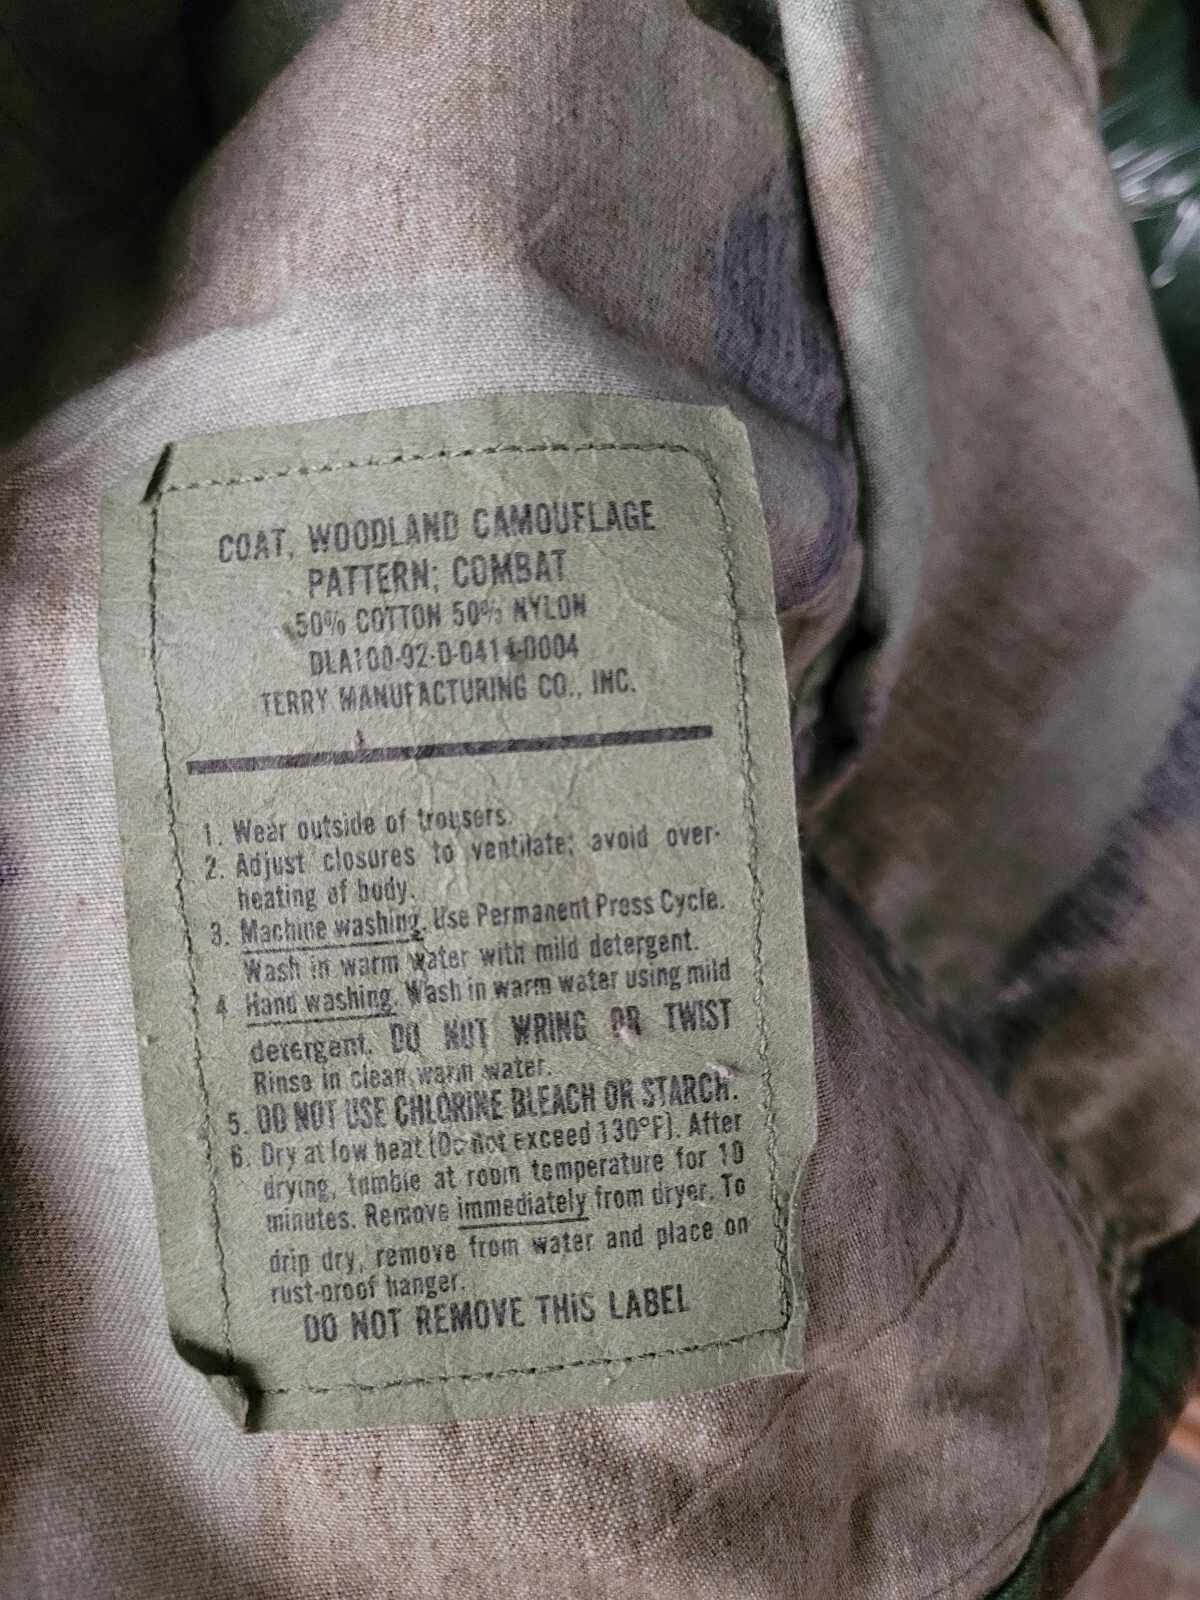 COAT, WOODLAND CAMOUFLAGE
PATTERN; COMBAT
50% COTTON 50% NYLON
DLA100-92-D-0414-0004
TERRY MANUFACTURING CO., INC.
1. Wear outside of trousers.
2. Adjust closures to ventilate; avoid over-
heating of body.
3. Machine washing. Use Permanent Press Cycle.
Wash in warm water with mild detergent.
4 Hand washing. Wash in warm water using mild
detergent. DO NOT WRING OR TWIST
Rinse in clean warm water.
5. DO NOT USE CHLORINE BLEACH OR STARCH.
6. Dry at low heat (Do not exceed 130°F). After
drying, tumble at room temperature for 10
minutes. Remove immediately from dryer. To
drip dry, remove from water and place on
rust-proof hanger.
DO NOT REMOVE THIS LABEL